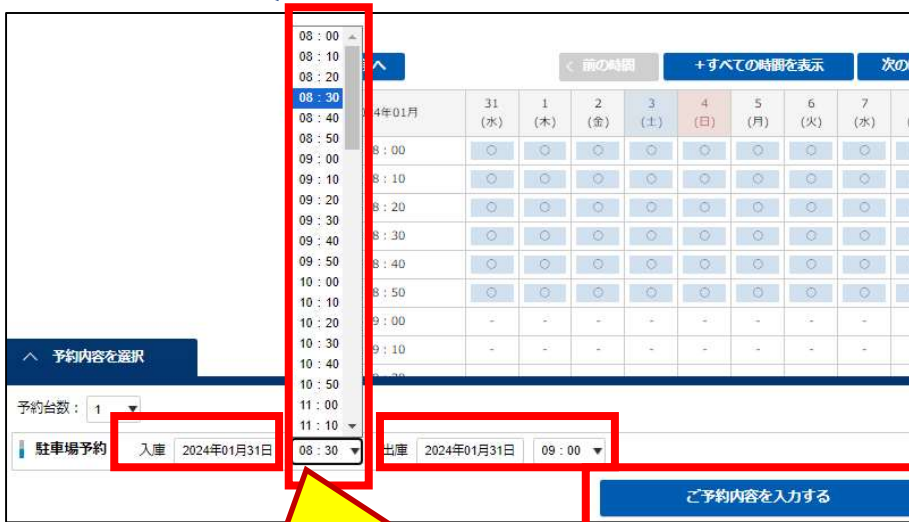 08：00
08：10
08：20
08：30
08：40
08：50
09：00
09：10
09：20
09：30
09：40
09：50
10：00
10：10
10：20
10：30
10：40
10：50
11：00
11：10
へ
< 前の時間
+すべての時間を表示
次の
4年01月 31(水) 1(木) 2(金) 3(土) 4(日) 5(月) 6(火) 7(水)
8：00 ○ ○ ○ ○ ○ ○ ○ ○
8：10 ○ ○ ○ ○ ○ ○ ○ ○
8：20 ○ ○ ○ ○ ○ ○ ○ ○
8：30 ○ ○ ○ ○ ○ ○ ○ ○
8：40 ○ ○ ○ ○ ○ ○ ○ ○
8：50 ○ ○ ○ ○ ○ ○ ○ ○
9：00 - - - - - - - -
9：10 - - - - - - - -
予約内容を選択
予約台数： 1
駐車場予約 入庫 2024年01月31日 08：30 出庫 2024年01月31日 09：00
ご予約内容を入力する